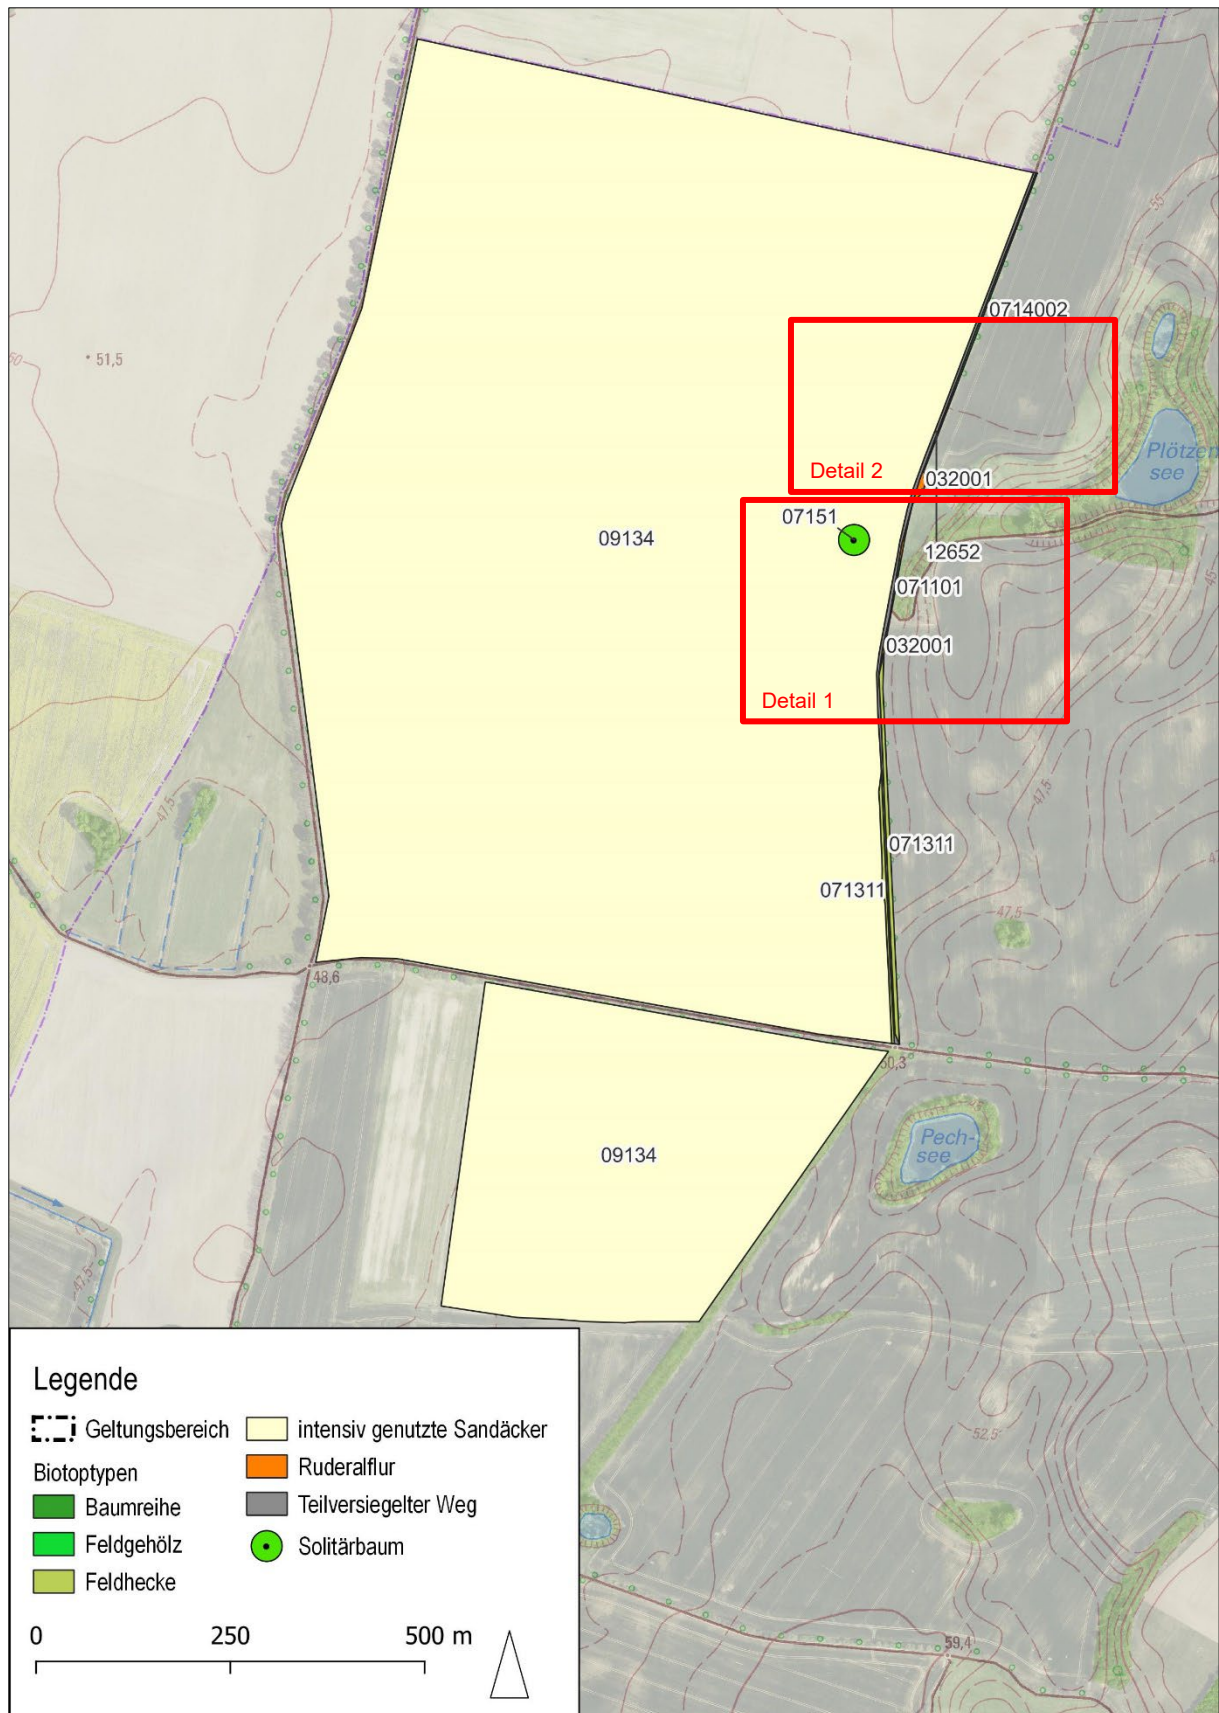 55
0714002
50
51,5
Plötzen
see
Detail 2
032001
07151
09134
12652
45
071101
032001
Detail 1
47,5
47,5
071311
071311
47,5
48,6
50,3
Pech-
see
09134
47,5
Legende
Geltungsbereich
intensiv genutzte Sandäcker
Biotoptypen
Ruderalflur
Baumreihe
Teilversiegelter Weg
Feldgehölz
Solitärbaum
Feldhecke
52,5
0 250 500 m
59,4